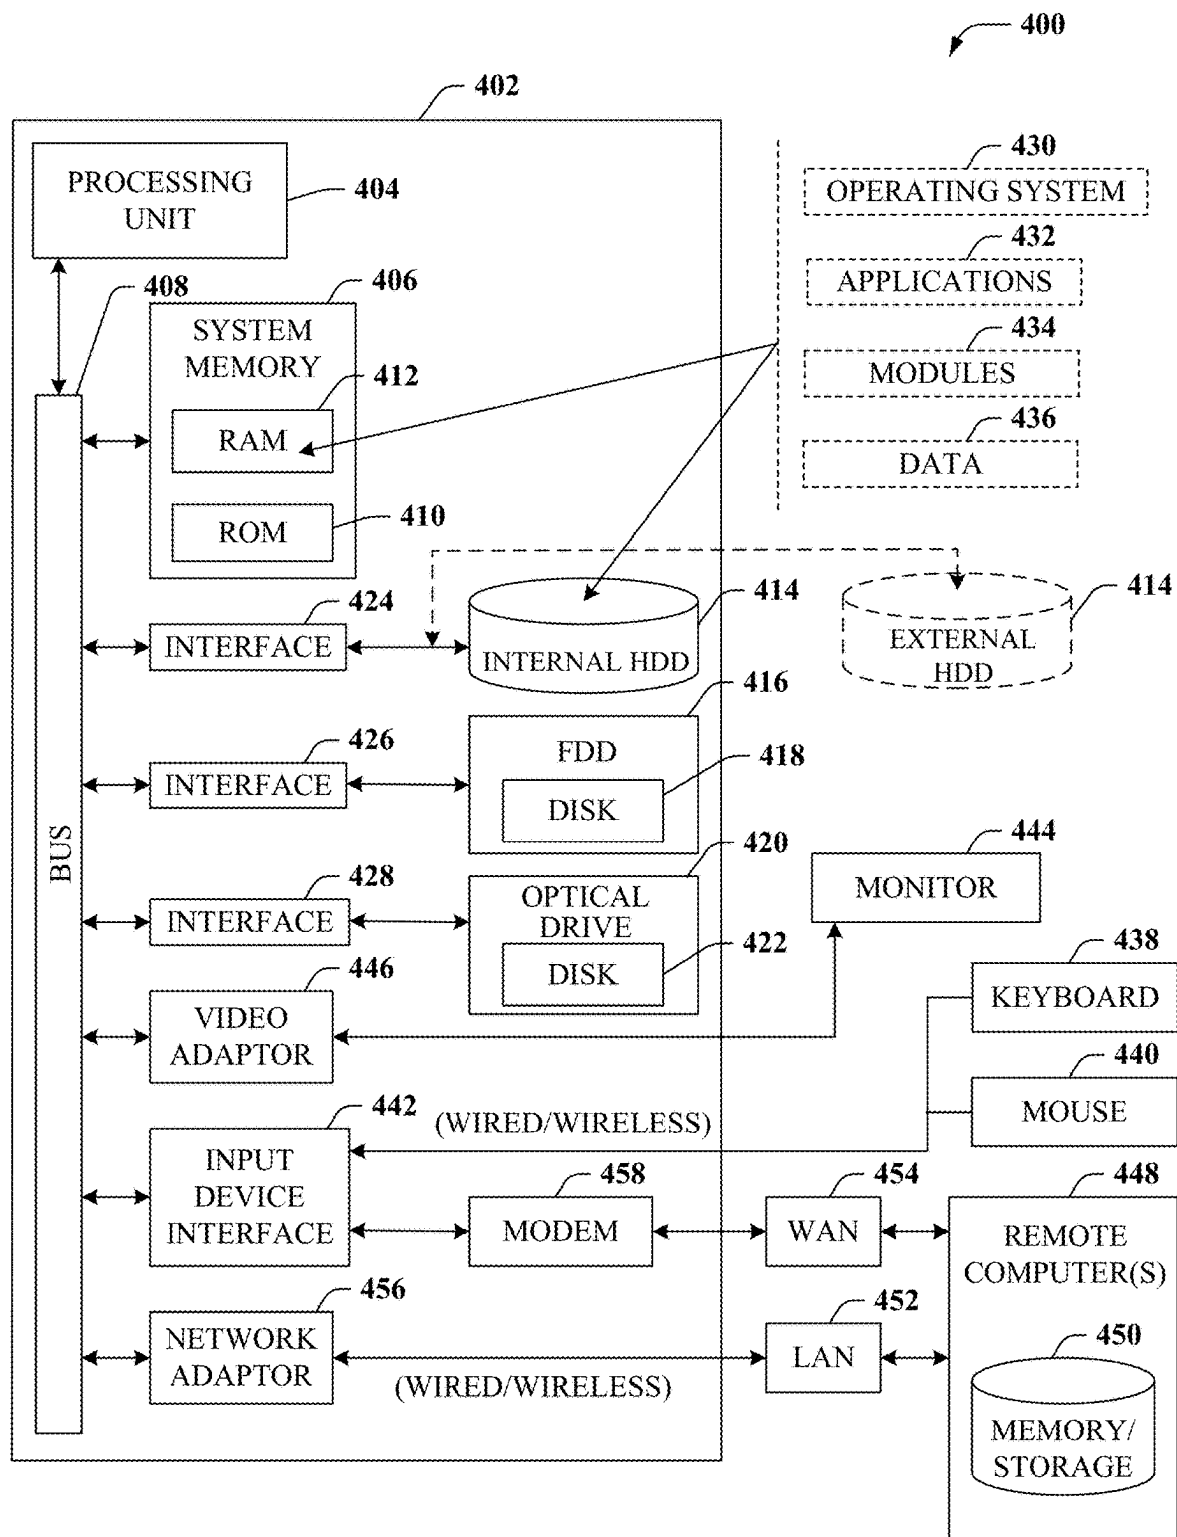 400
402
PROCESSING
UNIT
404
430
OPERATING SYSTEM
432
APPLICATIONS
434
MODULES
436
DATA
408
406
SYSTEM
MEMORY
412
RAM
410
ROM
424
INTERFACE
414
INTERNAL HDD
414
EXTERNAL
HDD
416
FDD
418
DISK
426
INTERFACE
BUS
420
OPTICAL
DRIVE
422
DISK
428
INTERFACE
444
MONITOR
446
VIDEO
ADAPTOR
438
KEYBOARD
440
MOUSE
442
INPUT
DEVICE
INTERFACE
(WIRED/WIRELESS)
458
MODEM
454
WAN
448
REMOTE
COMPUTER(S)
456
NETWORK
ADAPTOR
(WIRED/WIRELESS)
452
LAN
450
MEMORY/
STORAGE